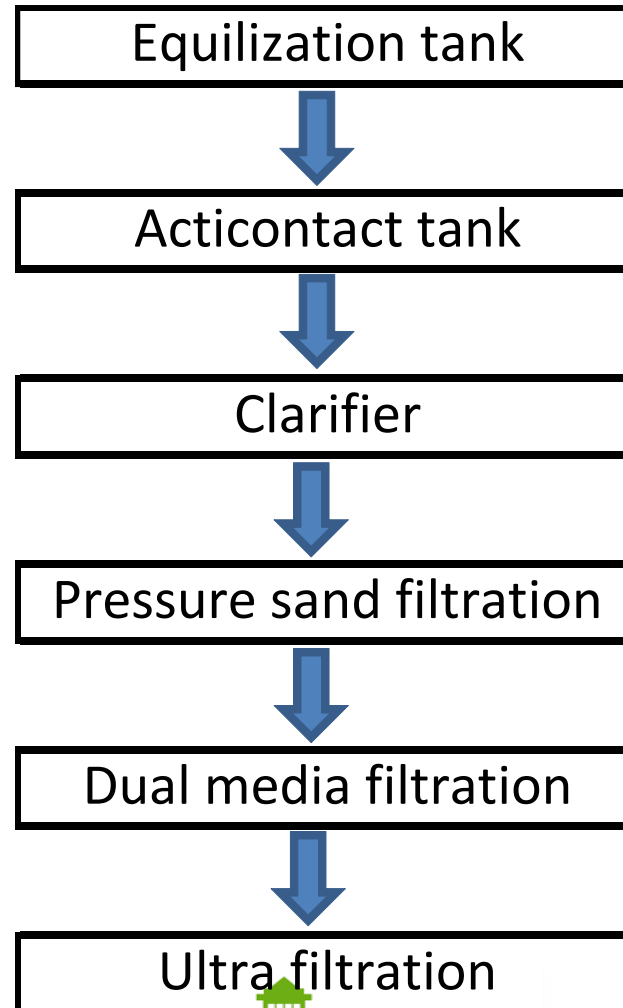 Equilization tank
Acticontact tank
Clarifier
Pressure sand filtration
Dual media filtration
Ultra filtration